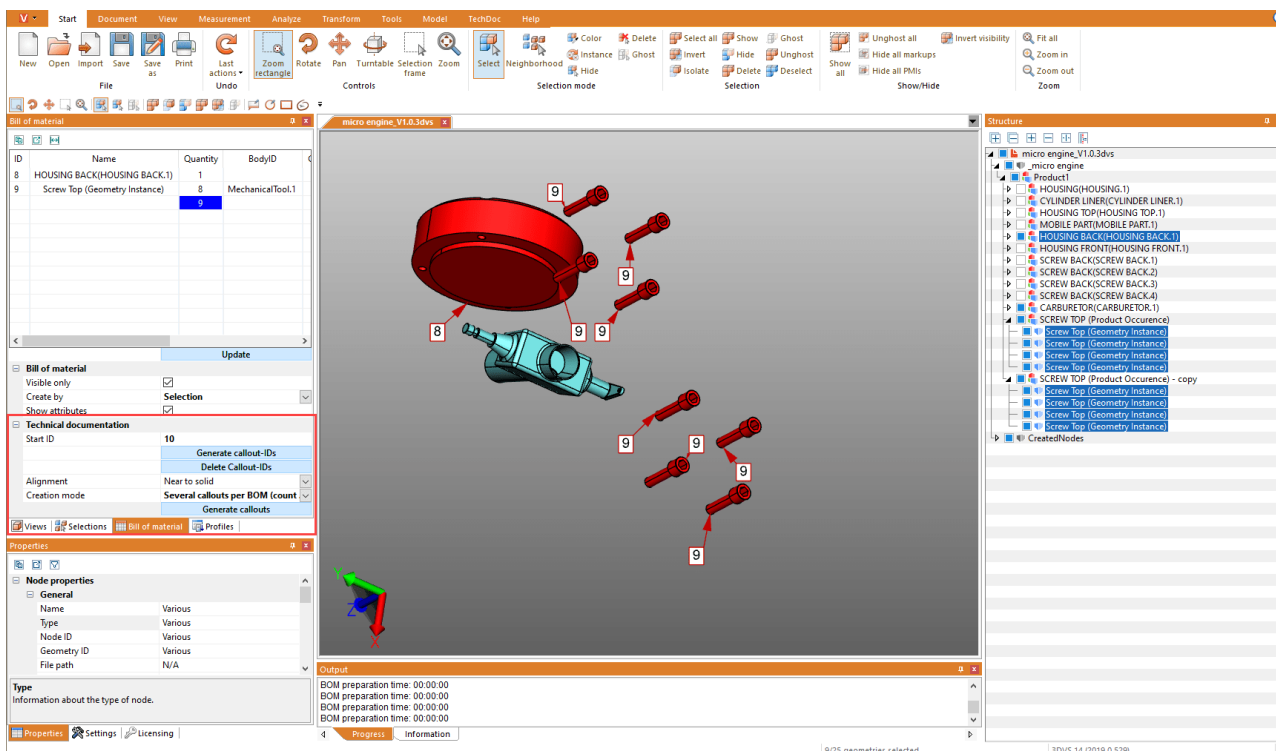 V Start Document View Measurement Analyze Transform Tools Model TechDoc Help
New Open Import Save Save as Print Last actions Zoom rectangle Rotate Pan Turntable Selection frame Zoom Select Neighborhood
Color Delete Select all Show Ghost Show all Unghost all Invert visibility Fit all
Instance Ghost Invert Hide Unghost Hide all markups Zoom in
Hide Isolate Delete Deselect Hide all PMIs Zoom out
File Undo Controls Selection mode Selection Show/Hide Zoom
Bill of material
ID Name Quantity BodyID
8 HOUSING BACK(HOUSING BACK.1) 1
9 Screw Top (Geometry Instance) 8 MechanicalTool.1
9
Update
Bill of material
Visible only
Create by Selection
Show attributes
Technical documentation
Start ID 10
Generate callout-IDs
Delete Callout-IDs
Alignment Near to solid
Creation mode Several callouts per BOM (count
Generate callouts
Views Selections Bill of material Profiles
Properties
Node properties
General
Name Various
Type Various
Node ID Various
Geometry ID Various
File path N/A
Type
Information about the type of node.
Properties Settings Licensing
micro engine_V1.0.3dvs
9
9
8
9
9
9
9
9
9
Y
Z
X
Output
BOM preparation time: 00:00:00
BOM preparation time: 00:00:00
BOM preparation time: 00:00:00
BOM preparation time: 00:00:00
Progress Information
Structure
micro engine_V1.0.3dvs
_micro engine
Product1
HOUSING(HOUSING.1)
CYLINDER LINER(CYLINDER LINER.1)
HOUSING TOP(HOUSING TOP.1)
MOBILE PART(MOBILE PART.1)
HOUSING BACK(HOUSING BACK.1)
HOUSING FRONT(HOUSING FRONT.1)
SCREW BACK(SCREW BACK.1)
SCREW BACK(SCREW BACK.2)
SCREW BACK(SCREW BACK.3)
SCREW BACK(SCREW BACK.4)
CARBURETOR(CARBURETOR.1)
SCREW TOP (Product Occurence)
Screw Top (Geometry Instance)
Screw Top (Geometry Instance)
Screw Top (Geometry Instance)
Screw Top (Geometry Instance)
SCREW TOP (Product Occurence) - copy
Screw Top (Geometry Instance)
Screw Top (Geometry Instance)
Screw Top (Geometry Instance)
Screw Top (Geometry Instance)
CreatedNodes
9/25 geometries selected
3DVS 14 (2019.0.529)